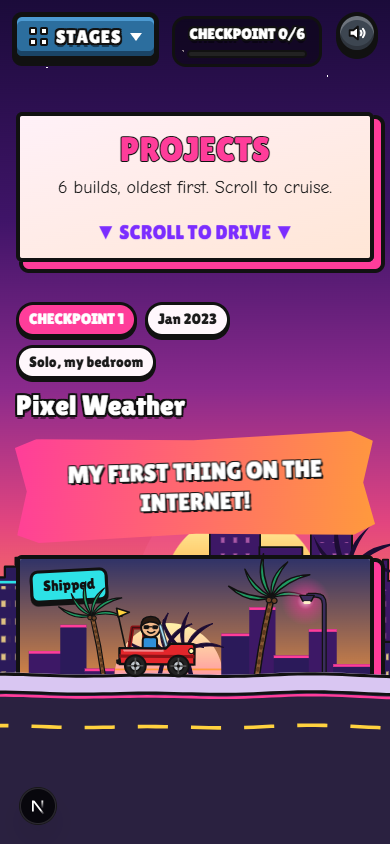 STAGES
CHECKPOINT 0/6
PROJECTS
6 builds, oldest first. Scroll to cruise.
▼ SCROLL TO DRIVE ▼
CHECKPOINT 1
Jan 2023
Solo, my bedroom
Pixel Weather
MY FIRST THING ON THE
INTERNET!
Shipped
N